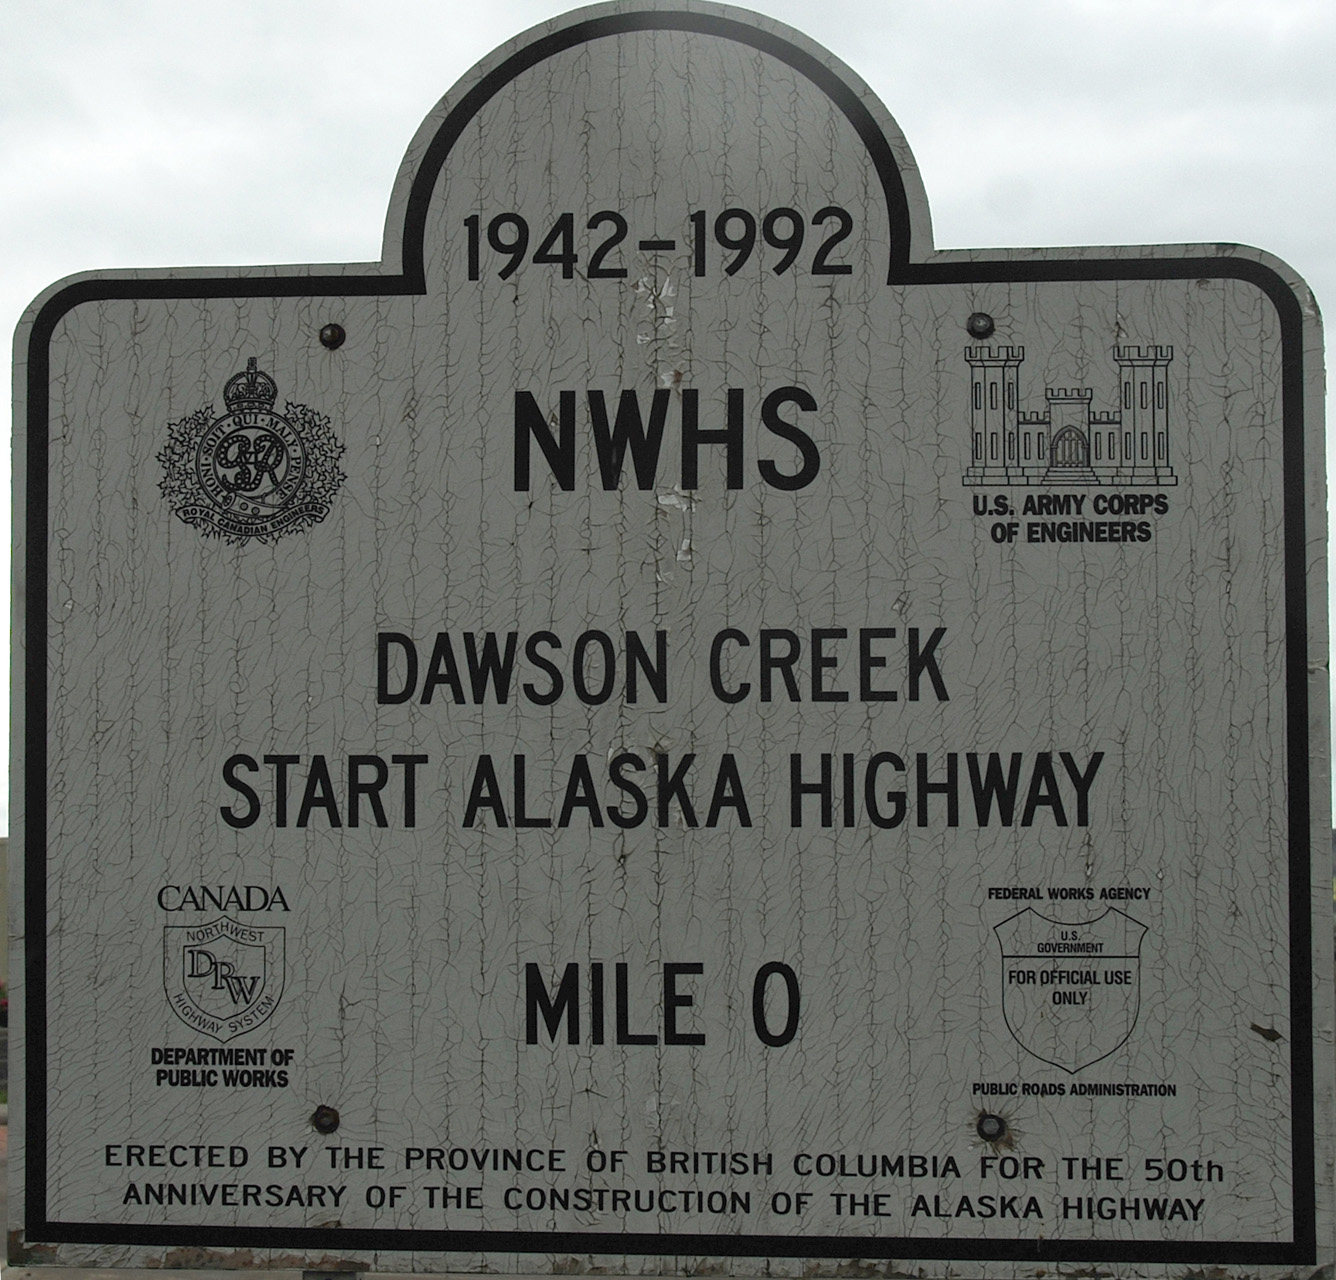 1942-1992
NWHS
HONI·SOIT·QUI·MAL·Y·PENSE
GR
ROYAL CANADIAN ENGINEERS
U.S. ARMY CORPS
OF ENGINEERS
DAWSON CREEK
START ALASKA HIGHWAY
MILE 0
CANADA
NORTHWEST
DPW
HIGHWAY SYSTEM
DEPARTMENT OF
PUBLIC WORKS
FEDERAL WORKS AGENCY
U.S.
GOVERNMENT
FOR OFFICIAL USE
ONLY
PUBLIC ROADS ADMINISTRATION
ERECTED BY THE PROVINCE OF BRITISH COLUMBIA FOR THE 50th
ANNIVERSARY OF THE CONSTRUCTION OF THE ALASKA HIGHWAY